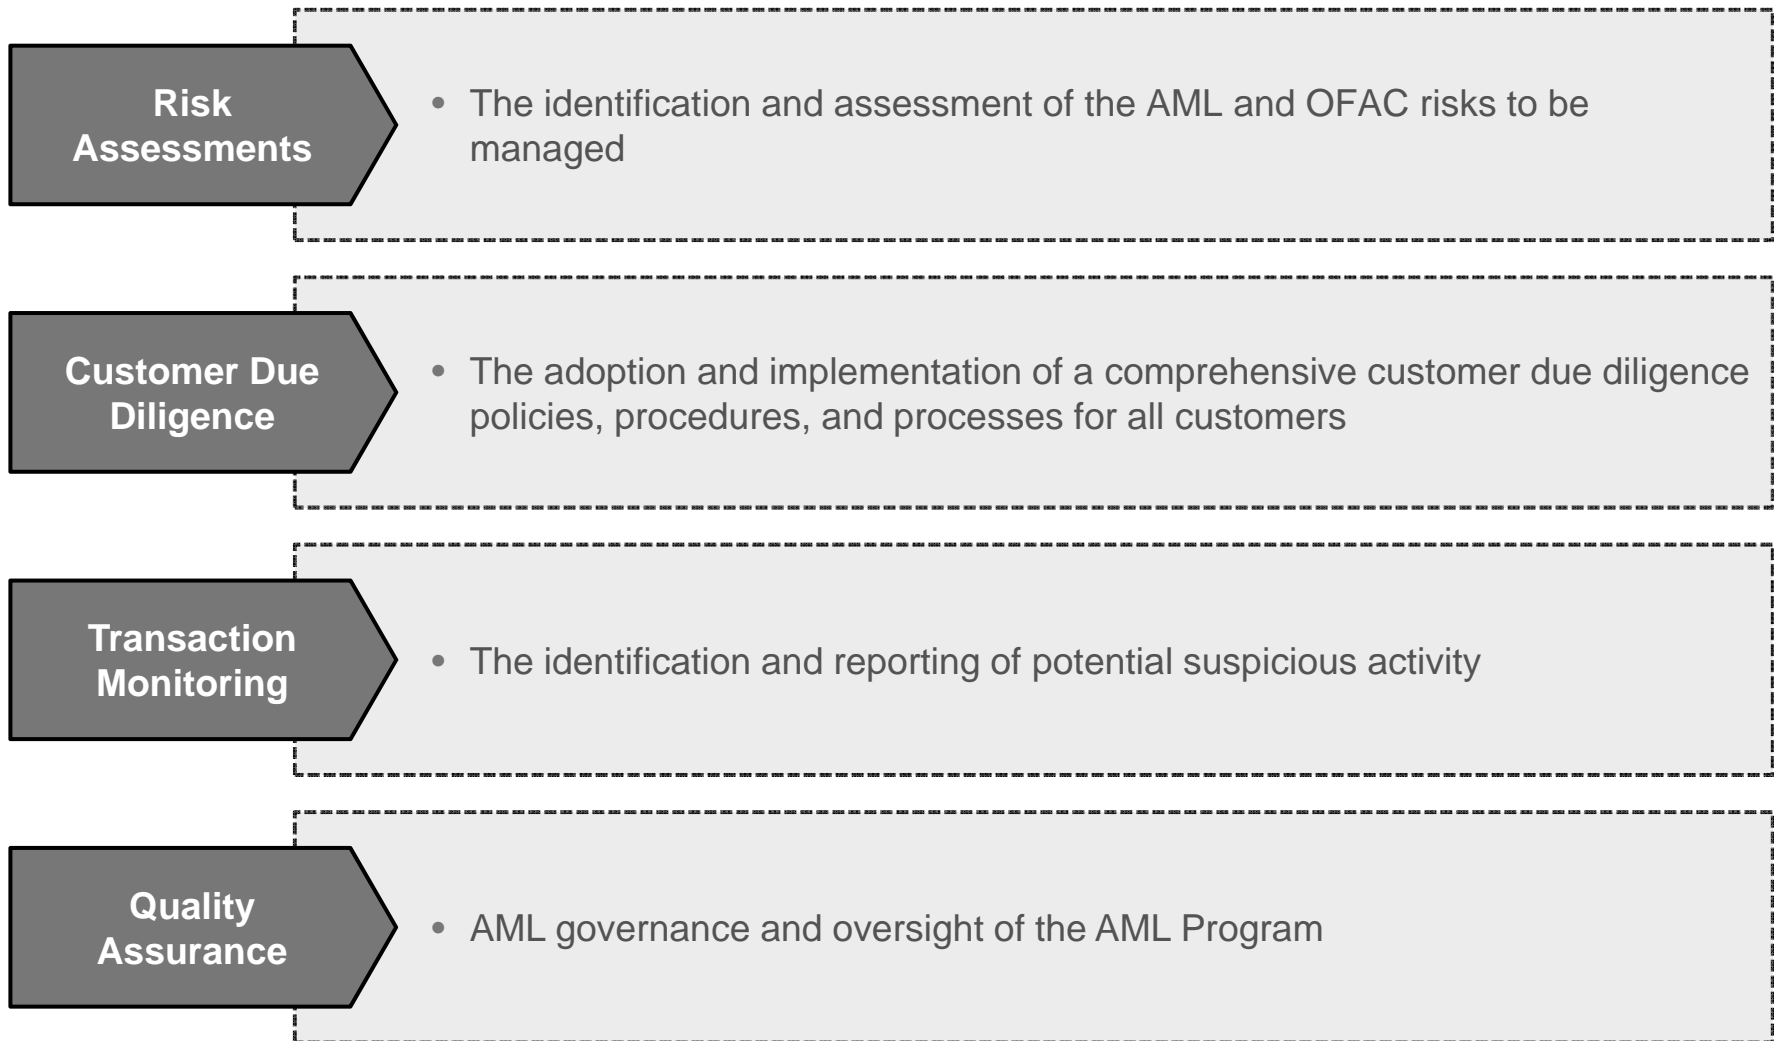 Risk
Assessments
• The identification and assessment of the AML and OFAC risks to be
managed
Customer Due
Diligence
• The adoption and implementation of a comprehensive customer due diligence
policies, procedures, and processes for all customers
Transaction
Monitoring
• The identification and reporting of potential suspicious activity
Quality
Assurance
• AML governance and oversight of the AML Program